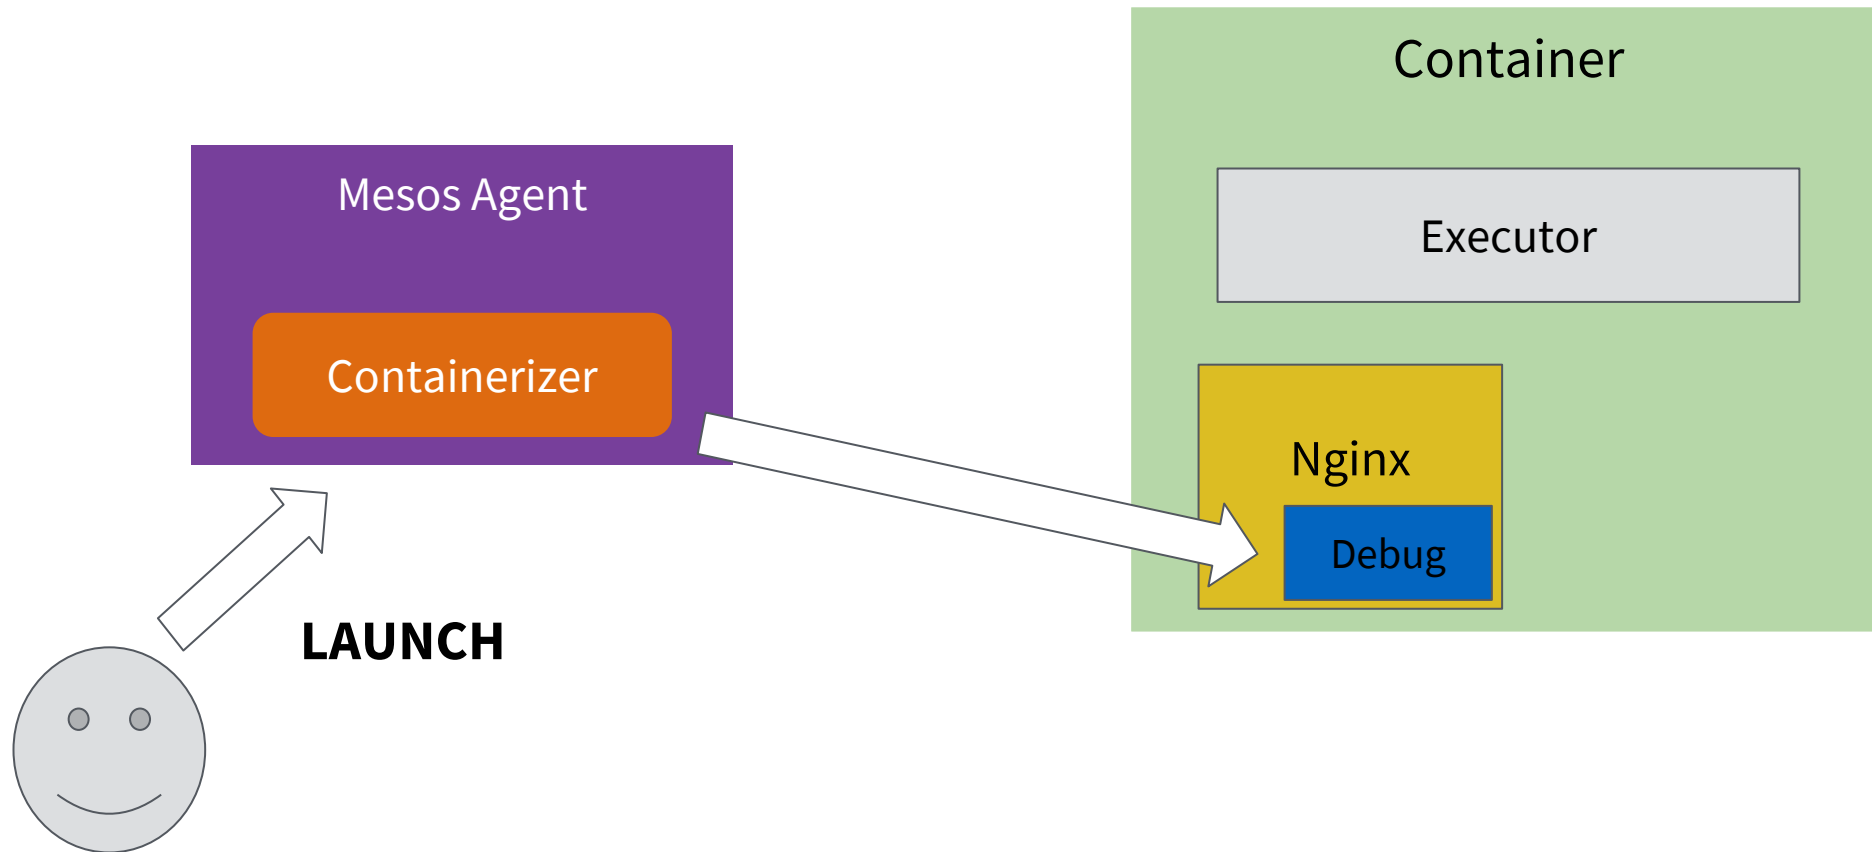 Container
Mesos Agent
Executor
Containerizer
Nginx
Debug
LAUNCH